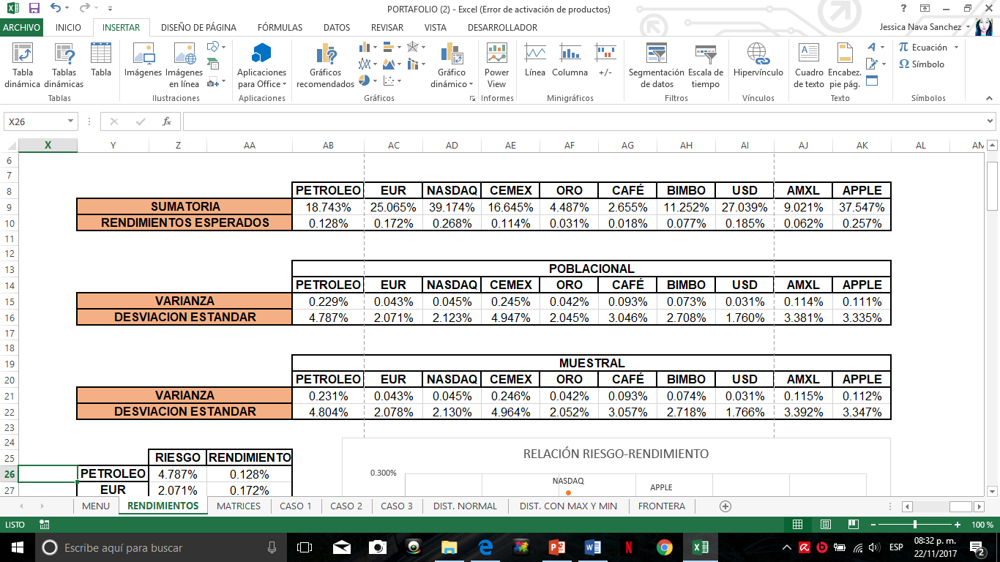 PORTAFOLIO (2) - Excel (Error de activación de productos)
ARCHIVO INICIO INSERTAR DISEÑO DE PÁGINA FÓRMULAS DATOS REVISAR VISTA DESARROLLADOR Jessica Nava Sanchez
Tabla dinámica
Tablas dinámicas
Tabla
Tablas
Imágenes
Imágenes en línea
Ilustraciones
Aplicaciones para Office
Aplicaciones
Gráficos recomendados
Gráfico dinámico
Gráficos
Power View
Informes
Línea Columna +/-
Minigráficos
Segmentación de datos
Escala de tiempo
Filtros
Hipervínculo
Vínculos
Cuadro de texto
Encabez. pie pág.
Texto
π Ecuación
Ω Símbolo
Símbolos
X26 fx
X Y Z AA AB AC AD AE AF AG AH AI AJ AK AL AM
6
7
8 PETROLEO EUR NASDAQ CEMEX ORO CAFÉ BIMBO USD AMXL APPLE
9 SUMATORIA 18.743% 25.065% 39.174% 16.645% 4.487% 2.655% 11.252% 27.039% 9.021% 37.547%
10 RENDIMIENTOS ESPERADOS 0.128% 0.172% 0.268% 0.114% 0.031% 0.018% 0.077% 0.185% 0.062% 0.257%
11
12
13 POBLACIONAL
14 PETROLEO EUR NASDAQ CEMEX ORO CAFÉ BIMBO USD AMXL APPLE
15 VARIANZA 0.229% 0.043% 0.045% 0.245% 0.042% 0.093% 0.073% 0.031% 0.114% 0.111%
16 DESVIACION ESTANDAR 4.787% 2.071% 2.123% 4.947% 2.045% 3.046% 2.708% 1.760% 3.381% 3.335%
17
18
19 MUESTRAL
20 PETROLEO EUR NASDAQ CEMEX ORO CAFÉ BIMBO USD AMXL APPLE
21 VARIANZA 0.231% 0.043% 0.045% 0.246% 0.042% 0.093% 0.074% 0.031% 0.115% 0.112%
22 DESVIACION ESTANDAR 4.804% 2.078% 2.130% 4.964% 2.052% 3.057% 2.718% 1.766% 3.392% 3.347%
23
24
25 RIESGO RENDIMIENTO RELACIÓN RIESGO-RENDIMIENTO
26 PETROLEO 4.787% 0.128% 0.300%
27 EUR 2.071% 0.172% NASDAQ APPLE
MENU RENDIMIENTOS MATRICES CASO 1 CASO 2 CASO 3 DIST. NORMAL DIST. CON MAX Y MIN FRONTERA
LISTO 100 %
Escribe aquí para buscar ESP 08:32 p. m.
22/11/2017 2